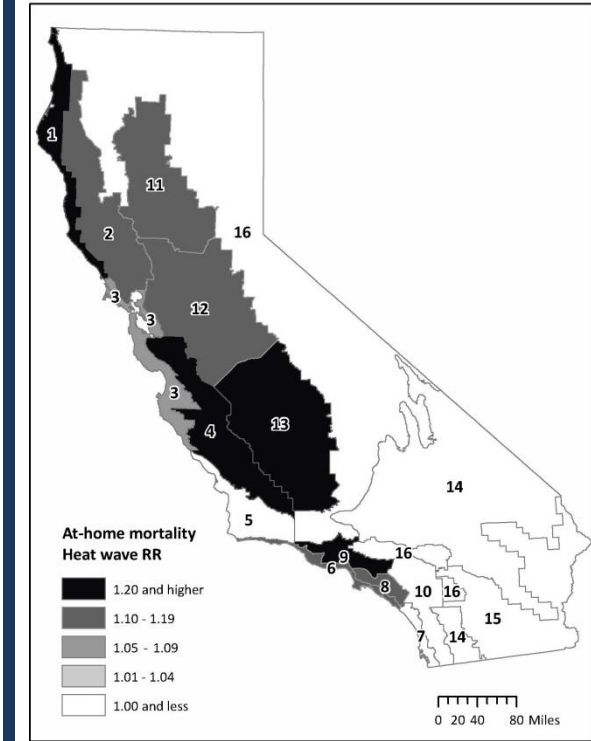 1
11
2
16
3
3
12
3
4
13
14
5
At-home mortality
Heat wave RR
1.20 and higher
1.10 - 1.19
1.05 - 1.09
1.01 - 1.04
1.00 and less
9
16
6
8
10
16
15
7
14
0 20 40 80 Miles